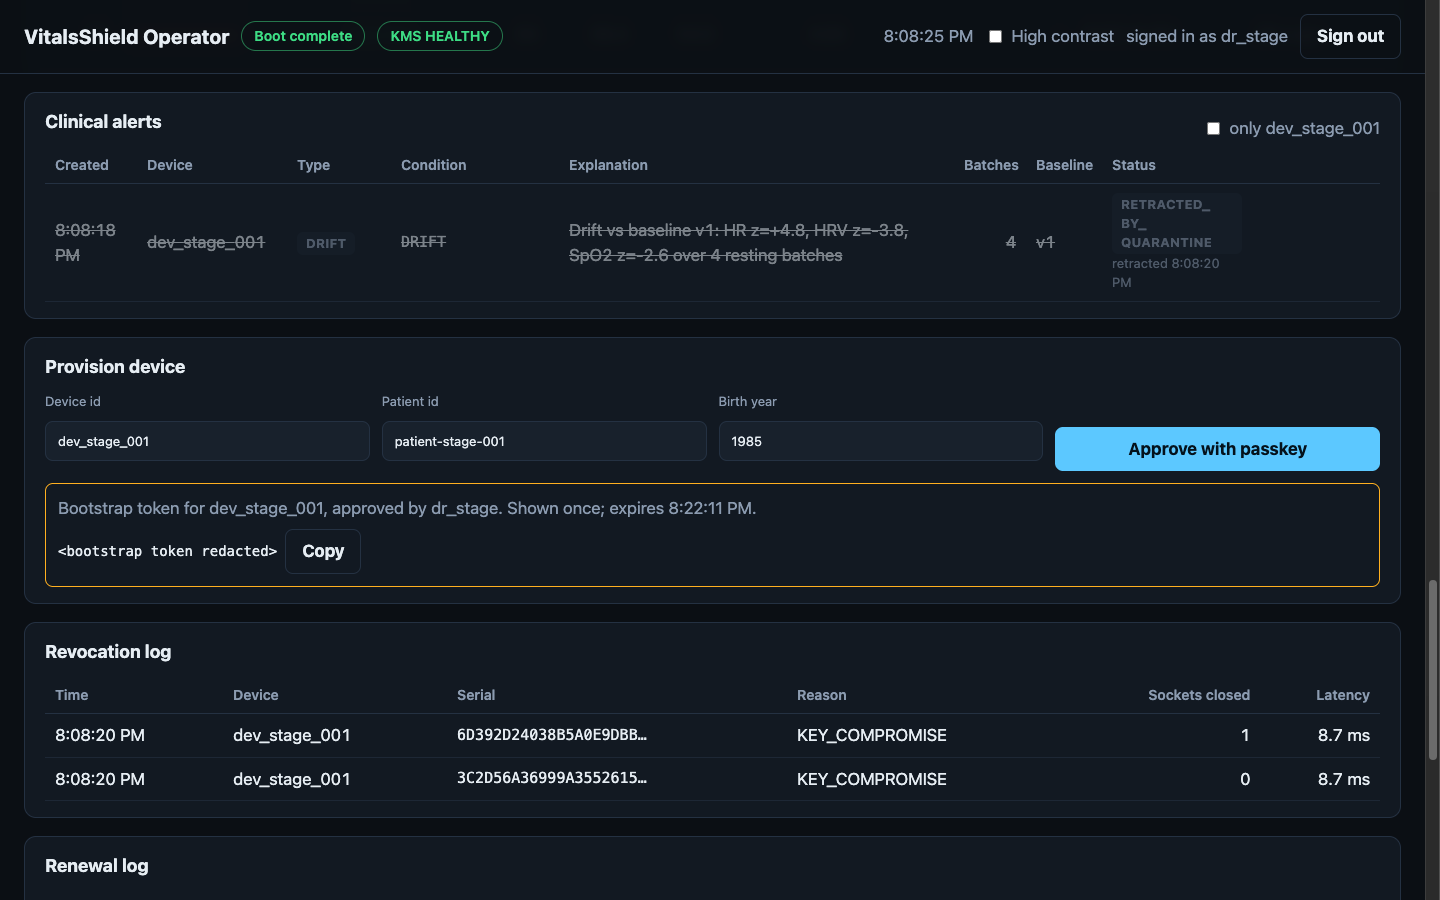 VitalsShield Operator
Boot complete
KMS HEALTHY
8:08:25 PM
High contrast
signed in as dr_stage
Sign out
Clinical alerts
only dev_stage_001
Created Device Type Condition Explanation Batches Baseline Status
8:08:18
PM
dev_stage_001
DRIFT
DRIFT
Drift vs baseline v1: HR z=+4.8, HRV z=-3.8,
SpO2 z=-2.6 over 4 resting batches
4
v1
RETRACTED_
BY_
QUARANTINE
retracted 8:08:20
PM
Provision device
Device id Patient id Birth year
dev_stage_001 patient-stage-001 1985
Approve with passkey
Bootstrap token for dev_stage_001, approved by dr_stage. Shown once; expires 8:22:11 PM.
<bootstrap token redacted>
Copy
Revocation log
Time Device Serial Reason Sockets closed Latency
8:08:20 PM dev_stage_001 6D392D24038B5A0E9DBB… KEY_COMPROMISE 1 8.7 ms
8:08:20 PM dev_stage_001 3C2D56A36999A3552615… KEY_COMPROMISE 0 8.7 ms
Renewal log